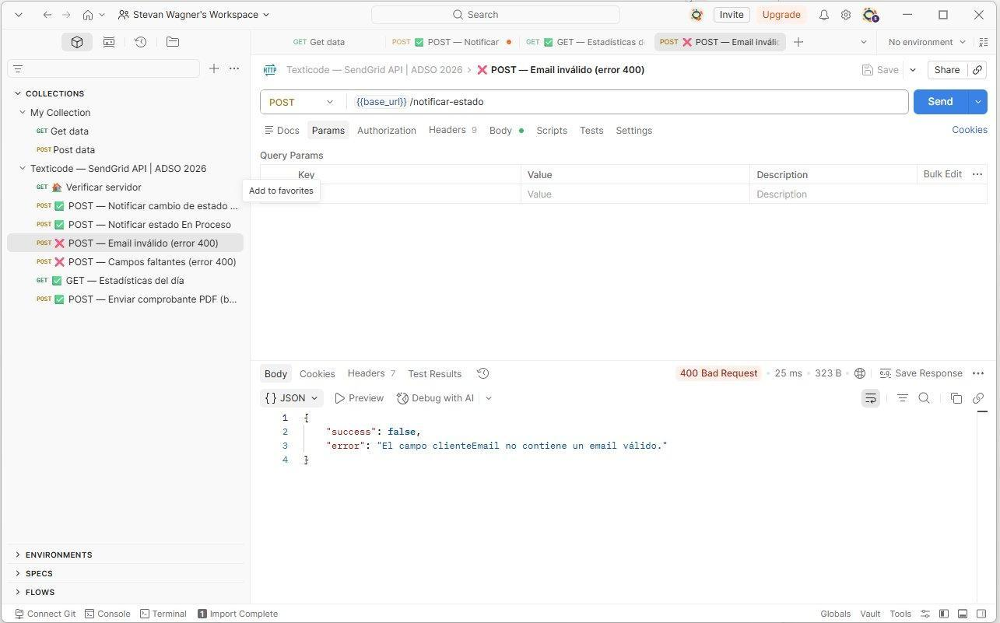 Stevan Wagner's Workspace
Search
Invite
Upgrade
GET Get data
POST ✅ POST — Notificar
GET ✅ GET — Estadísticas d
POST ❌ POST — Email inválic
No environment
COLLECTIONS
My Collection
GET Get data
POST Post data
Texticode — SendGrid API | ADSO 2026
GET 🏠 Verificar servidor
POST ✅ POST — Notificar cambio de estado ...
POST ✅ POST — Notificar estado En Proceso
POST ❌ POST — Email inválido (error 400)
POST ❌ POST — Campos faltantes (error 400)
GET ✅ GET — Estadísticas del día
POST ✅ POST — Enviar comprobante PDF (b...
ENVIRONMENTS
SPECS
FLOWS
HTTP Texticode — SendGrid API | ADSO 2026 > ❌ POST — Email inválido (error 400)
Save
Share
POST
{{base_url}} /notificar-estado
Send
Docs Params Authorization Headers 9 Body Scripts Tests Settings
Cookies
Query Params
Key Value Description Bulk Edit
Add to favorites
Value Description
Body Cookies Headers 7 Test Results
400 Bad Request 25 ms 323 B
e.g. Save Response
{} JSON Preview Debug with AI
1 {
2 "success": false,
3 "error": "El campo clienteEmail no contiene un email válido."
4 }
Connect Git Console Terminal 1 Import Complete
Globals Vault Tools